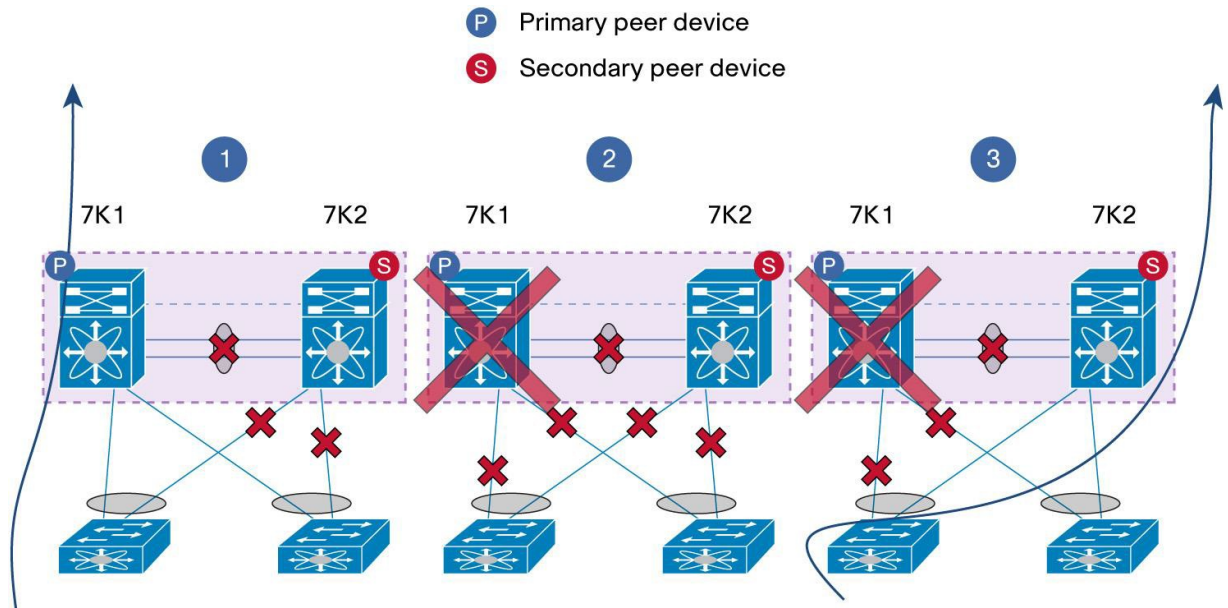 P Primary peer device
S Secondary peer device
1 2 3
7K1 7K2 7K1 7K2 7K1 7K2
P S P S P S